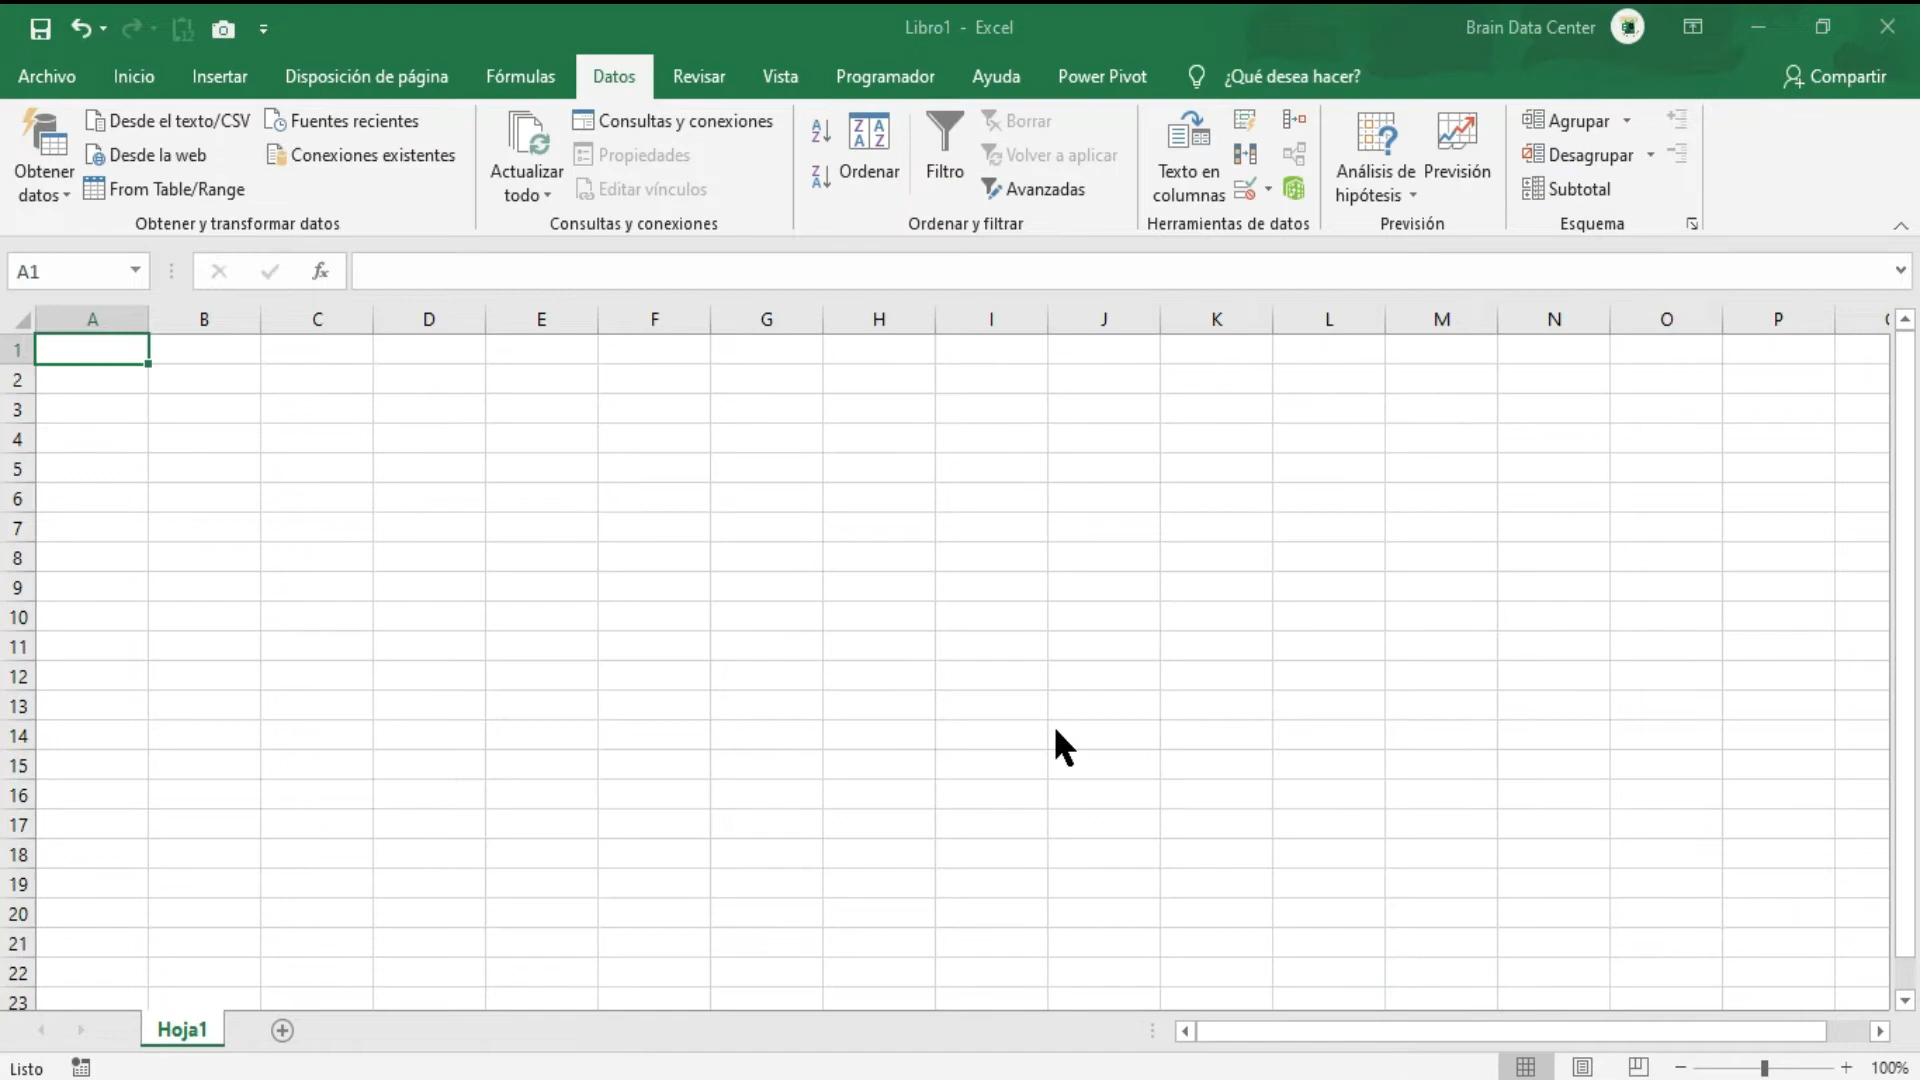 Libro1 - Excel
Brain Data Center
Archivo Inicio Insertar Disposición de página Fórmulas Datos Revisar Vista Programador Ayuda Power Pivot ¿Qué desea hacer? Compartir
Obtener datos
Desde el texto/CSV
Desde la web
From Table/Range
Fuentes recientes
Conexiones existentes
Obtener y transformar datos
Actualizar todo
Consultas y conexiones
Propiedades
Editar vínculos
Consultas y conexiones
Ordenar
Filtro
Borrar
Volver a aplicar
Avanzadas
Ordenar y filtrar
Texto en columnas
Herramientas de datos
Análisis de hipótesis
Previsión
Previsión
Agrupar
Desagrupar
Subtotal
Esquema
A1
fx
A B C D E F G H I J K L M N O P
1
2
3
4
5
6
7
8
9
10
11
12
13
14
15
16
17
18
19
20
21
22
23
Hoja1
Listo
100%